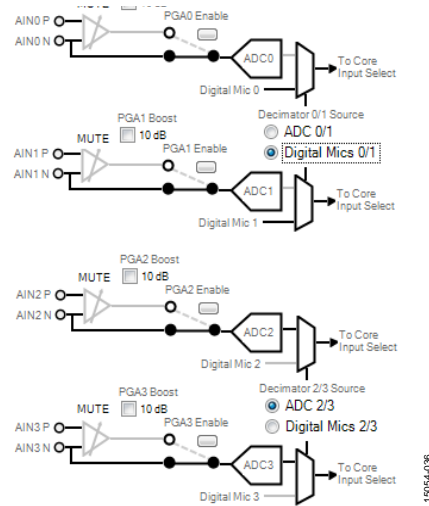 MUTE 10 dB
PGA0 Enable
AIN0 P
AIN0 N
ADC0
To Core
Input Select
Digital Mic 0
Decimator 0/1 Source
ADC 0/1
Digital Mics 0/1
PGA1 Boost
MUTE 10 dB
PGA1 Enable
AIN1 P
AIN1 N
ADC1
To Core
Input Select
Digital Mic 1
PGA2 Boost
MUTE 10 dB
PGA2 Enable
AIN2 P
AIN2 N
ADC2
To Core
Input Select
Digital Mic 2
Decimator 2/3 Source
ADC 2/3
Digital Mics 2/3
PGA3 Boost
MUTE 10 dB
PGA3 Enable
AIN3 P
AIN3 N
ADC3
To Core
Input Select
Digital Mic 3
15054-036